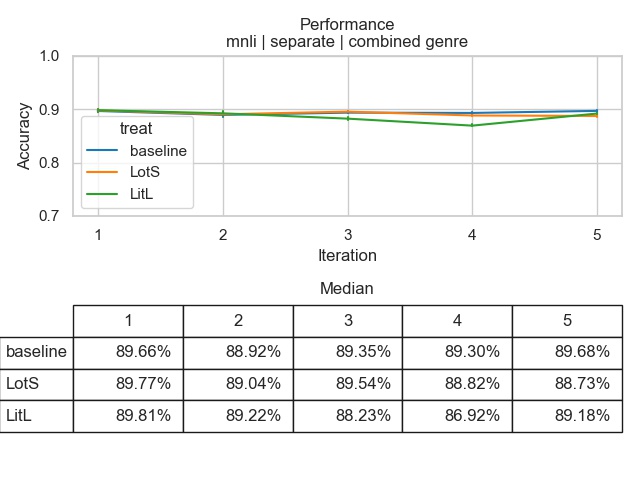 Performance
mnli | separate | combined genre
1.0
0.9
0.8
0.7
Accuracy
treat
baseline
LotS
LitL
1 2 3 4 5
Iteration
Median
1 2 3 4 5
baseline 89.66% 88.92% 89.35% 89.30% 89.68%
LotS 89.77% 89.04% 89.54% 88.82% 88.73%
LitL 89.81% 89.22% 88.23% 86.92% 89.18%